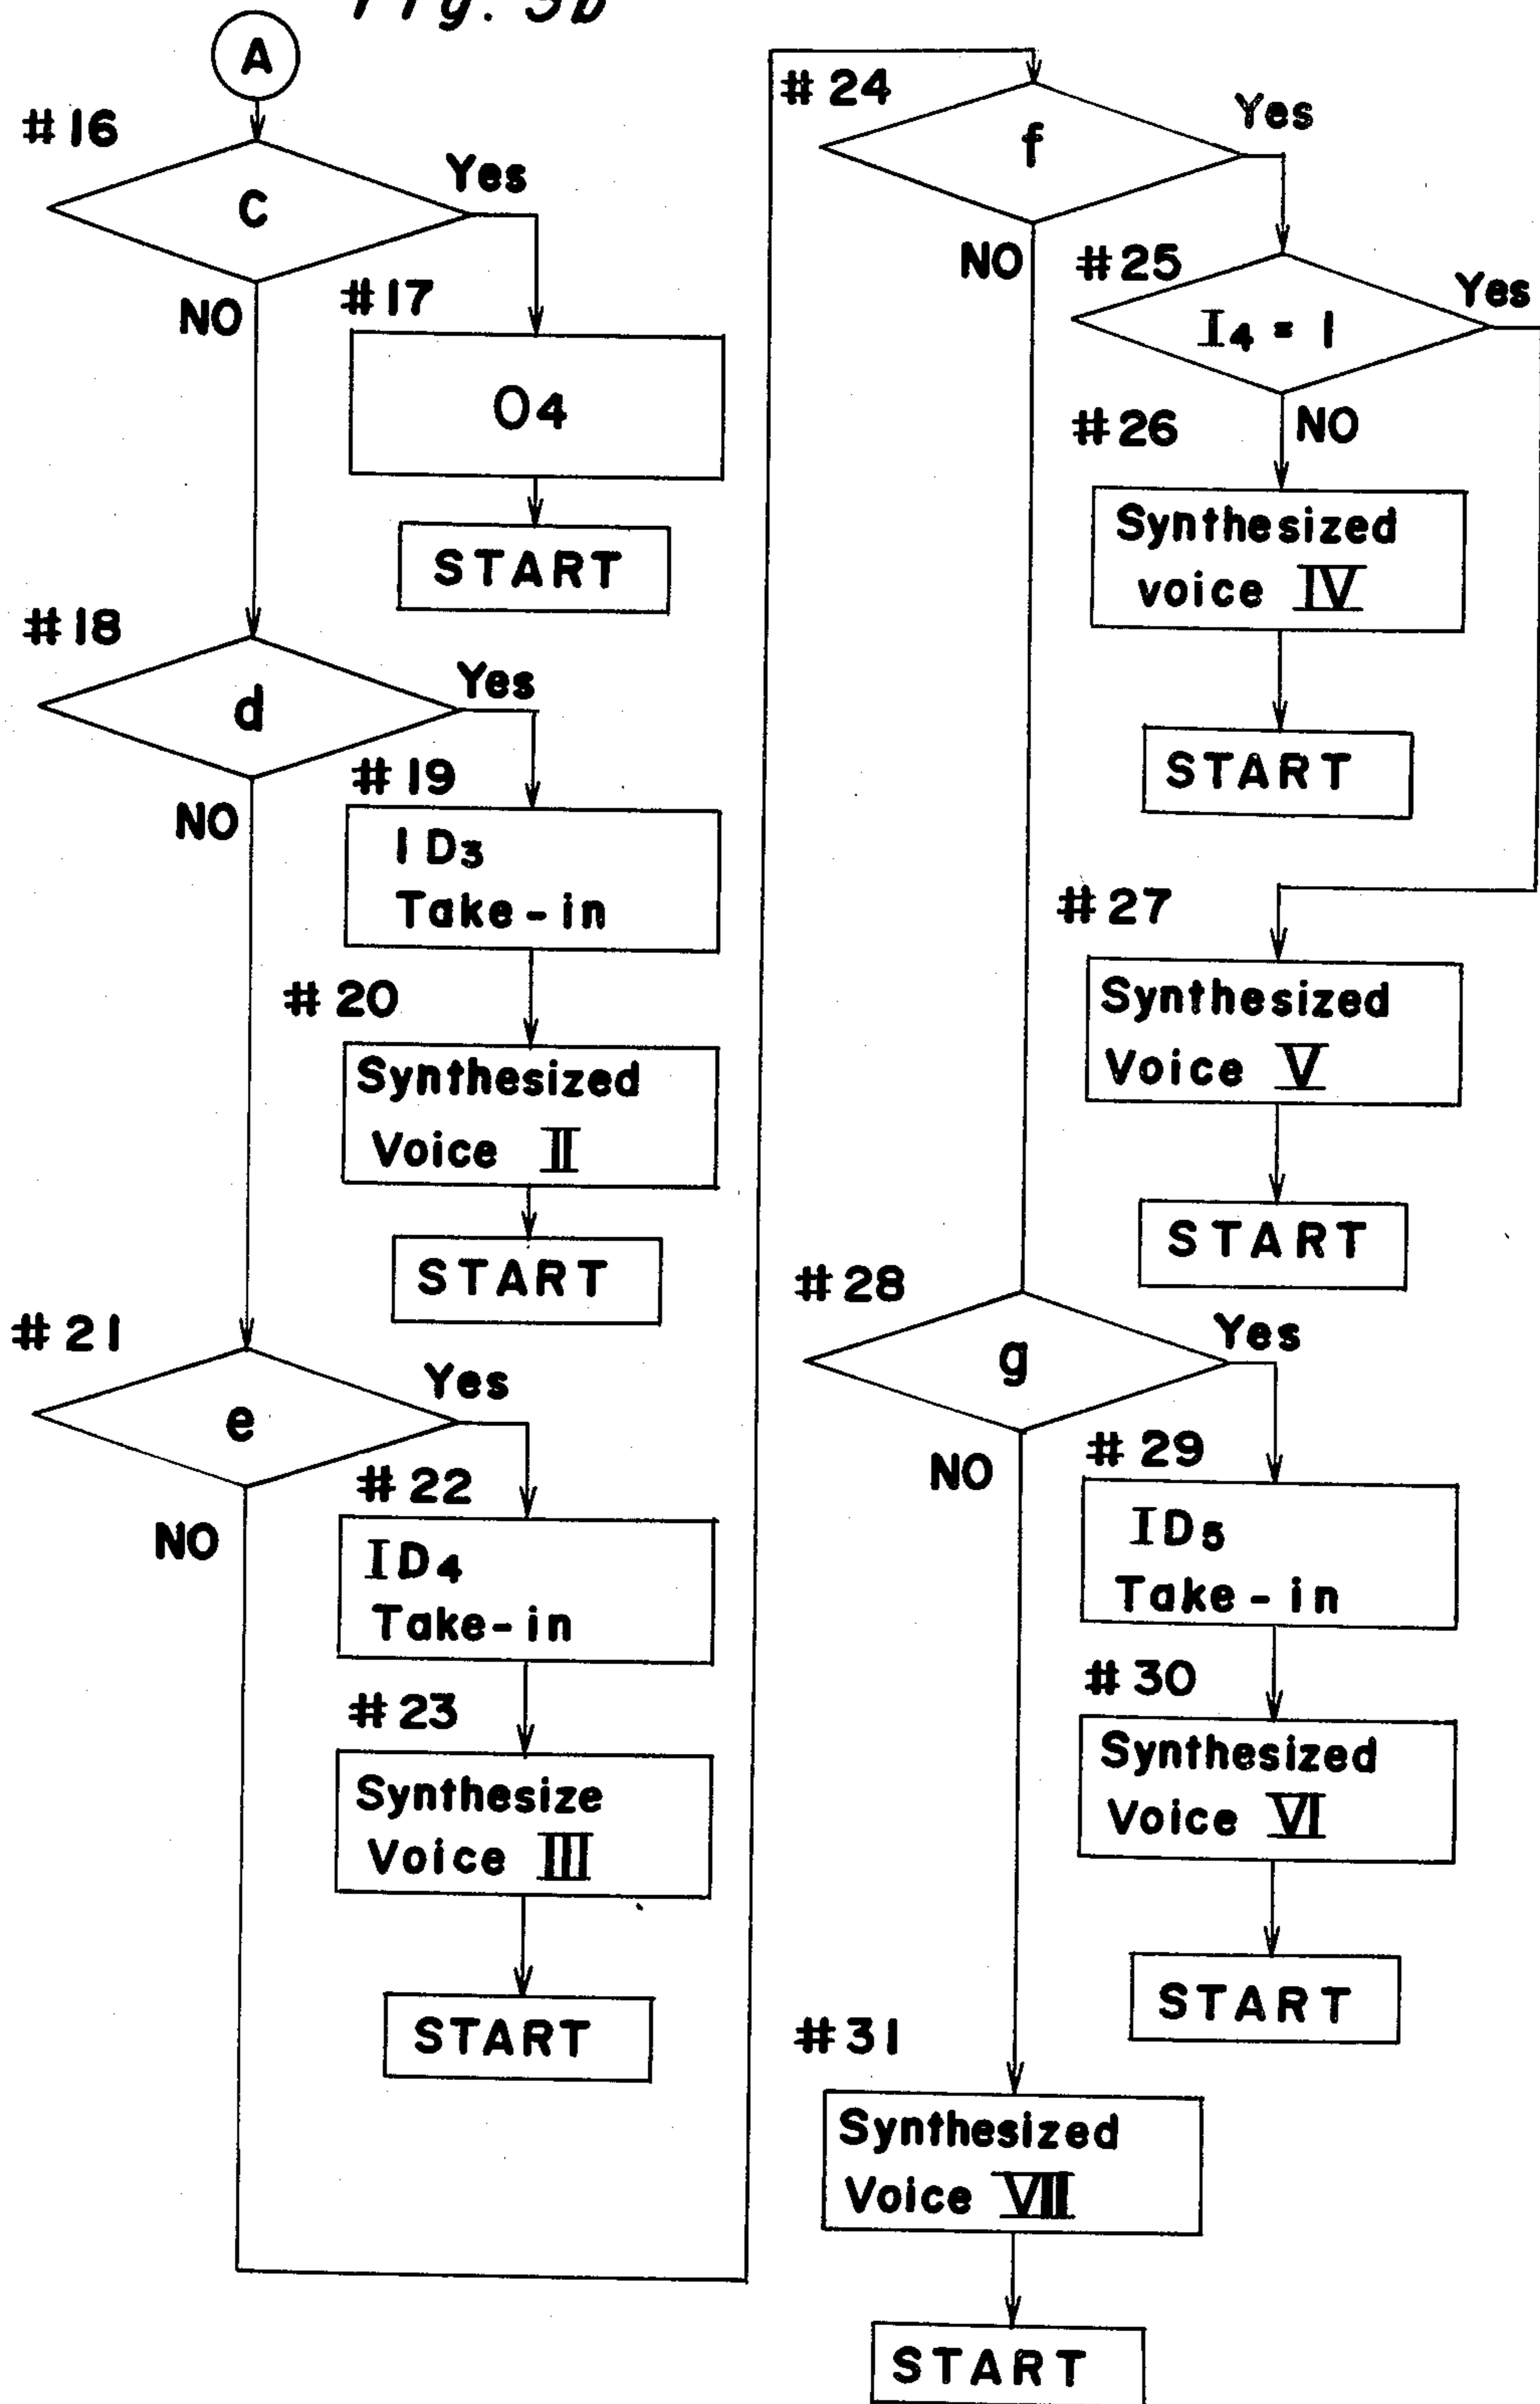 Fig. 3b
A
#16
c
Yes
NO
#17
O4
START
#18
d
Yes
NO
#19
ID3
Take-in
#20
Synthesized
Voice II
START
#21
e
Yes
NO
#22
ID4
Take-in
#23
Synthesize
Voice III
START
#24
f
Yes
NO
#25
I4 = 1
Yes
#26
NO
Synthesized
voice IV
START
#27
Synthesized
Voice V
START
#28
g
Yes
NO
#29
ID5
Take-in
#30
Synthesized
Voice VI
START
#31
Synthesized
Voice VII
START